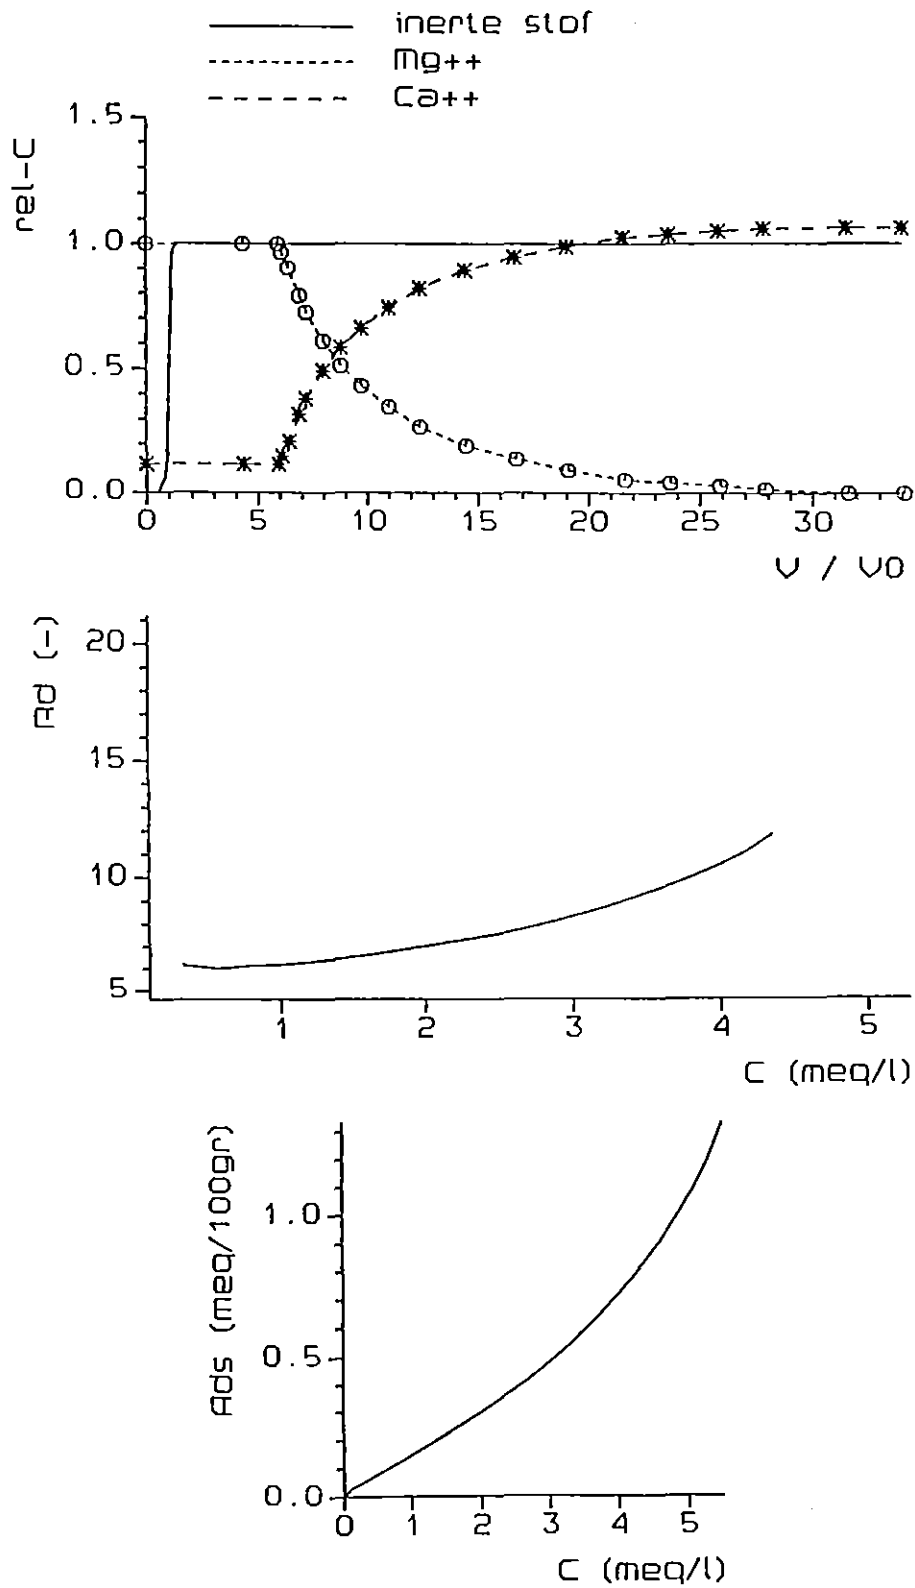 inerte stof
Mg++
Ca++
rel-C
1.5
1.0
0.5
0.0
0 5 10 15 20 25 30
V / V0
Rd (-)
20
15
10
5
1 2 3 4 5
C (meq/l)
Ads (meq/100gr)
1.0
0.5
0.0
0 1 2 3 4 5
C (meq/l)